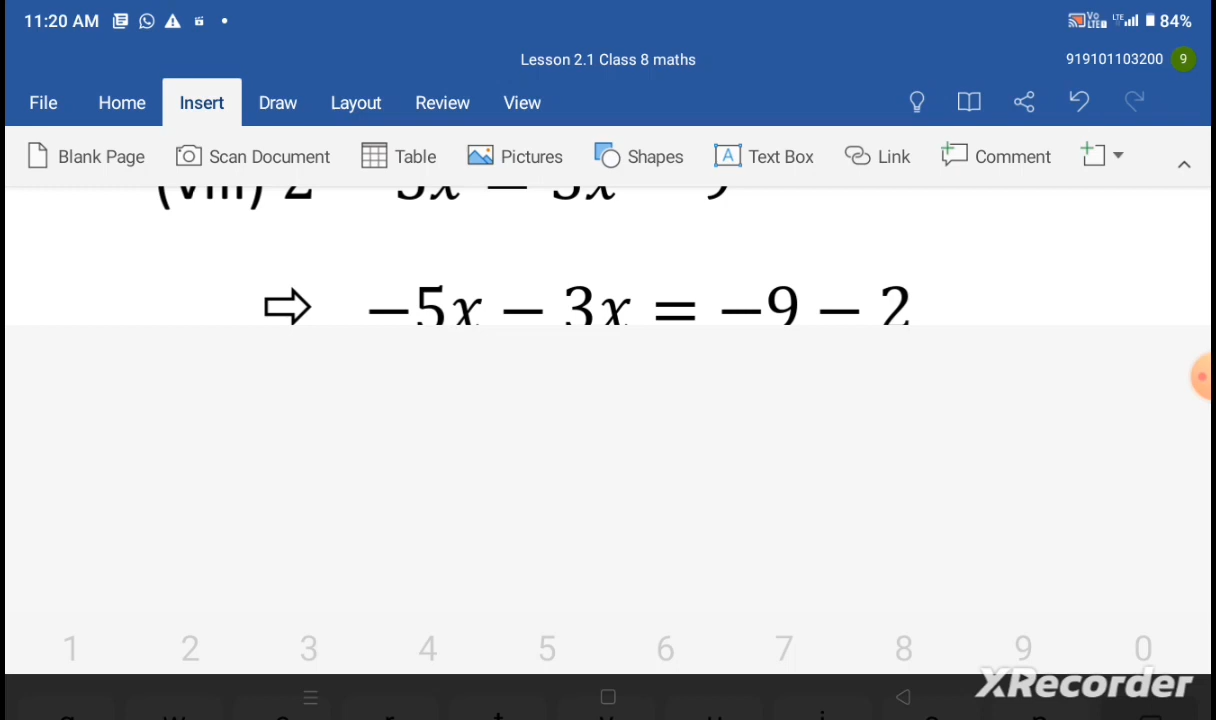 11:20 AM 84%
Lesson 2.1 Class 8 maths 919101103200 9
File Home Insert Draw Layout Review View
Blank Page Scan Document Table Pictures Shapes A Text Box Link Comment
⇨ −5x − 3x = −9 − 2
1 2 3 4 5 6 7 8 9 0
XRecorder